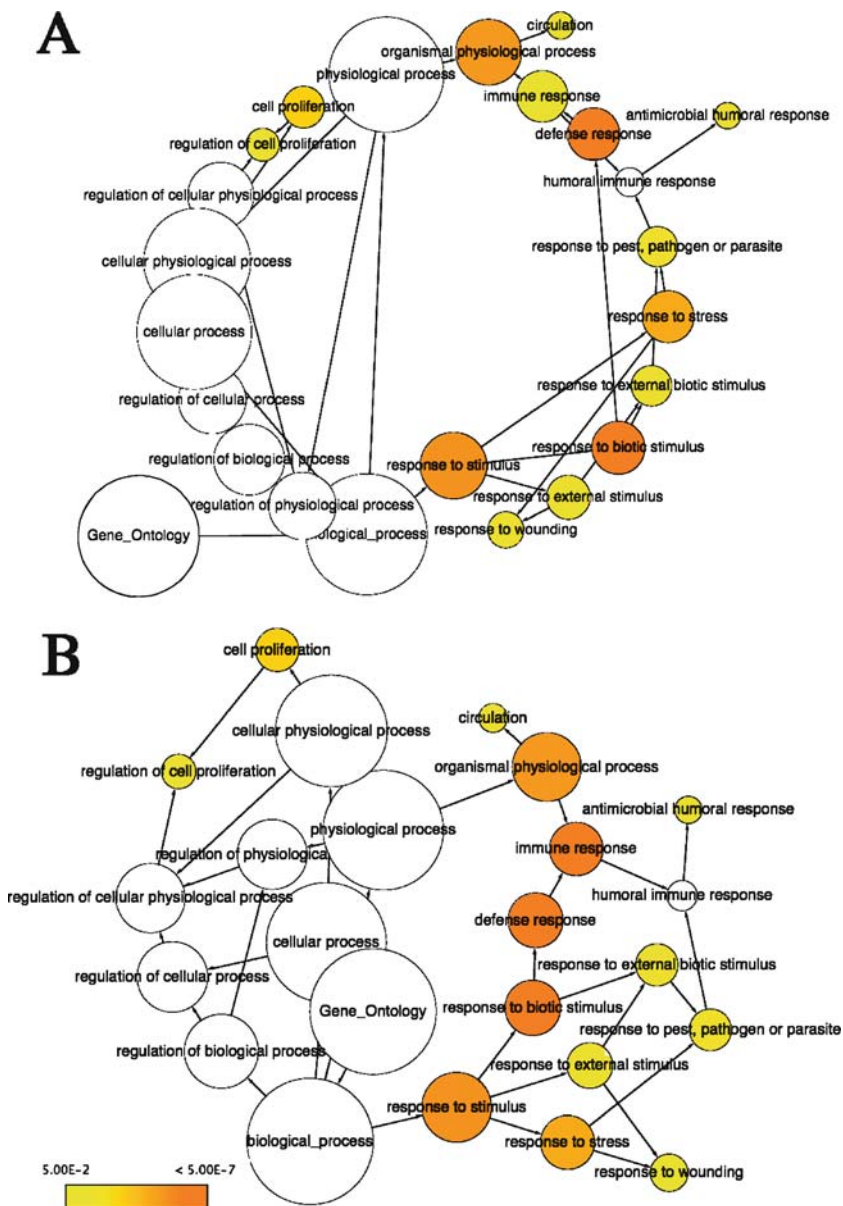 A
circulation
organismal physiological process
physiological process
immune response
cell proliferation
antimicrobial humoral response
defense response
regulation of cell proliferation
humoral immune response
regulation of cellular physiological process
response to pest, pathogen or parasite
cellular physiological process
response to stress
cellular process
response to external biotic stimulus
regulation of cellular process
response to biotic stimulus
regulation of biological process
response to stimulus
response to external stimulus
regulation of physiological process
response to wounding
Gene_Ontology
ological_process
B
cell proliferation
circulation
cellular physiological process
organismal physiological process
regulation of cell proliferation
antimicrobial humoral response
physiological process
regulation of physiological
immune response
regulation of cellular physiological process
humoral immune response
defense response
cellular process
response to external biotic stimulus
regulation of cellular process
response to biotic stimulus
Gene_Ontology
response to pest, pathogen or parasite
regulation of biological process
response to external stimulus
response to stimulus
biological_process
response to stress
response to wounding
5.00E-2 < 5.00E-7